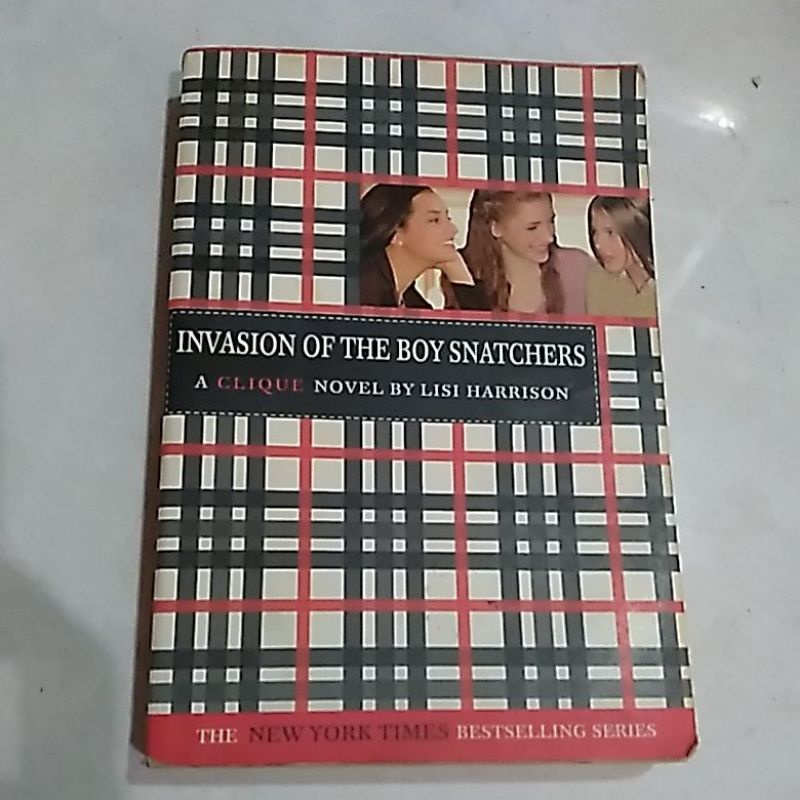 INVASION OF THE BOY SNATCHERS
A CLIQUE NOVEL BY LISI HARRISON
THE NEW YORK TIMES BESTSELLING SERIES